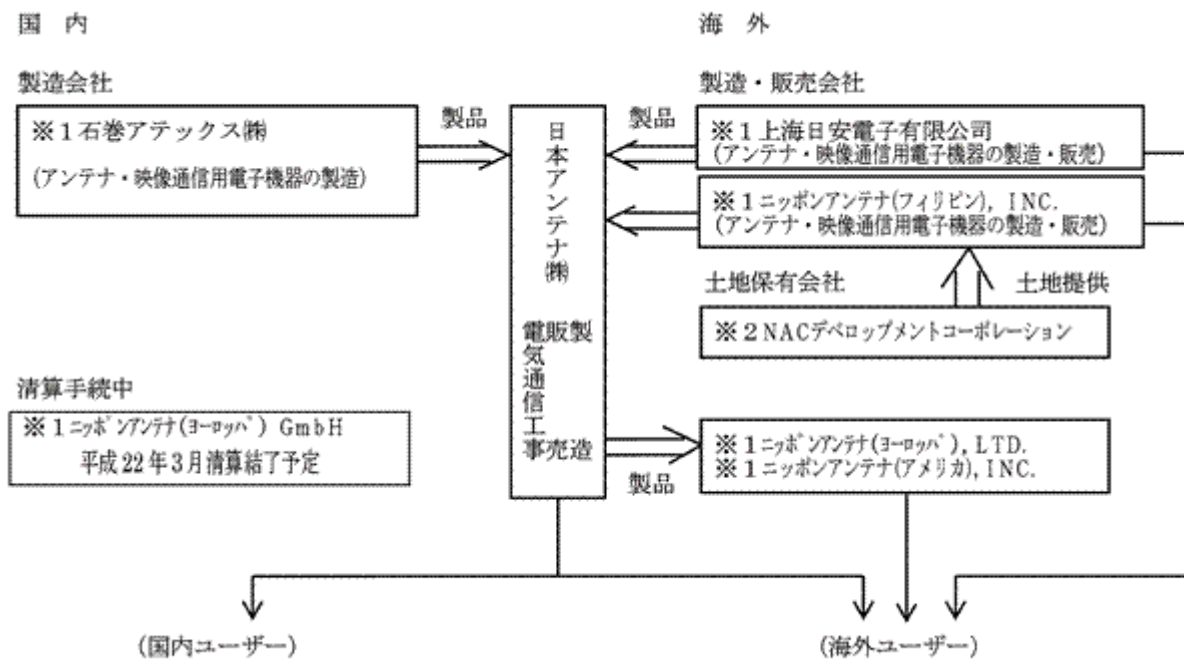 国内
海外
製造会社
製造・販売会社
※1石巻アテックス㈱
(アンテナ・映像通信用電子機器の製造)
製品
日本アンテナ㈱
製造
販売
電気通信工事
製品
※1上海日安電子有限公司
(アンテナ・映像通信用電子機器の製造・販売)
※1ニッポンアンテナ(フィリピン), INC.
(アンテナ・映像通信用電子機器の製造・販売)
土地保有会社
土地提供
※2NACデベロップメントコーポレーション
清算手続中
※1ニッポンアンテナ(ヨーロッパ) GmbH
平成22年3月清算結了予定
製品
※1ニッポンアンテナ(ヨーロッパ), LTD.
※1ニッポンアンテナ(アメリカ), INC.
(国内ユーザー)
(海外ユーザー)